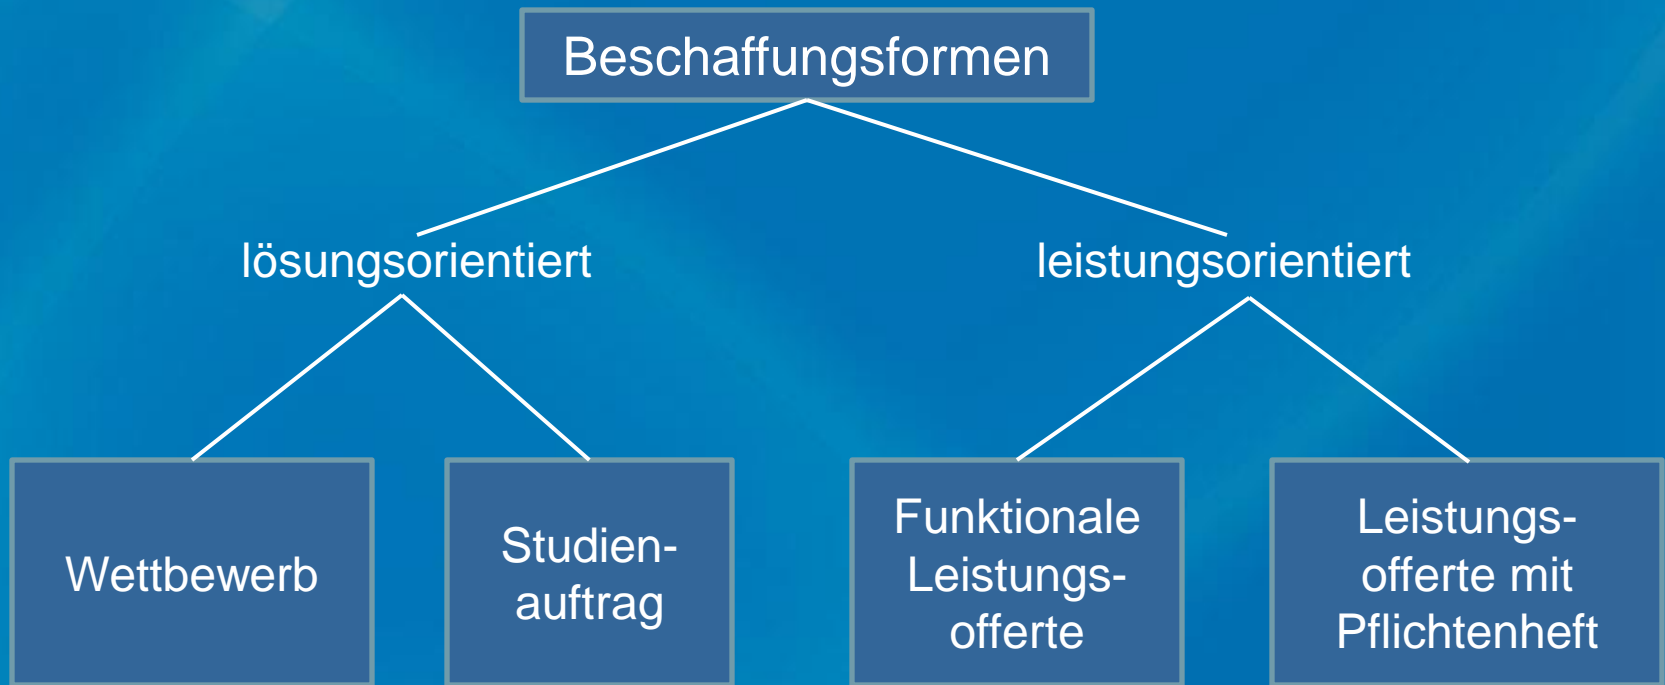 Beschaffungsformen
lösungsorientiert
leistungsorientiert
Wettbewerb
Studien-
auftrag
Funktionale
Leistungs-
offerte
Leistungs-
offerte mit
Pflichtenheft